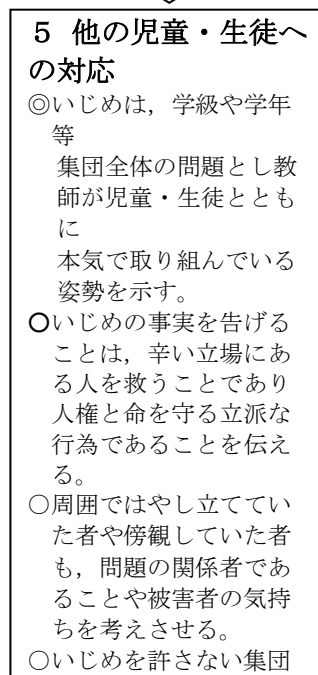 ５ 他の児童・生徒へ
の対応
◎いじめは，学級や学年
等
集団全体の問題とし教
師が児童・生徒ととも
に
本気で取り組んでいる
姿勢を示す。
○いじめの事実を告げる
ことは，辛い立場にあ
る人を救うことであり
人権と命を守る立派な
行為であることを伝え
る。
○周囲ではやし立ててい
た者や傍観していた者
も，問題の関係者であ
ることや被害者の気持
ちを考えさせる。
○いじめを許さない集団